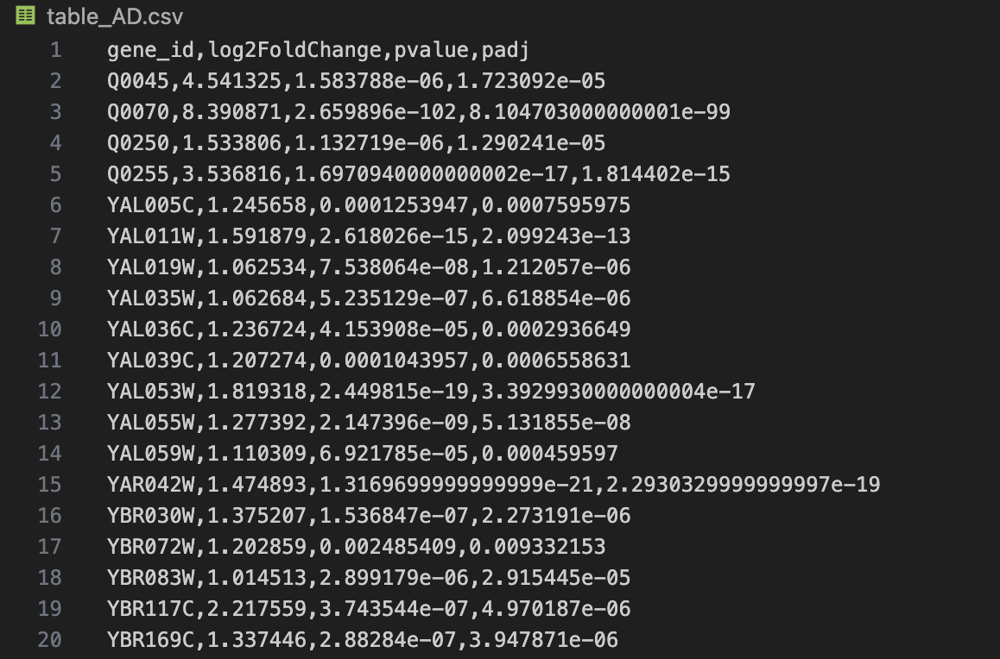 table_AD.csv
1 gene_id,log2FoldChange,pvalue,padj
2 Q0045,4.541325,1.583788e-06,1.723092e-05
3 Q0070,8.390871,2.659896e-102,8.104703000000001e-99
4 Q0250,1.533806,1.132719e-06,1.290241e-05
5 Q0255,3.536816,1.6970940000000002e-17,1.814402e-15
6 YAL005C,1.245658,0.0001253947,0.0007595975
7 YAL011W,1.591879,2.618026e-15,2.099243e-13
8 YAL019W,1.062534,7.538064e-08,1.212057e-06
9 YAL035W,1.062684,5.235129e-07,6.618854e-06
10 YAL036C,1.236724,4.153908e-05,0.0002936649
11 YAL039C,1.207274,0.0001043957,0.0006558631
12 YAL053W,1.819318,2.449815e-19,3.3929930000000004e-17
13 YAL055W,1.277392,2.147396e-09,5.131855e-08
14 YAL059W,1.110309,6.921785e-05,0.000459597
15 YAR042W,1.474893,1.3169699999999999e-21,2.2930329999999997e-19
16 YBR030W,1.375207,1.536847e-07,2.273191e-06
17 YBR072W,1.202859,0.002485409,0.009332153
18 YBR083W,1.014513,2.899179e-06,2.915445e-05
19 YBR117C,2.217559,3.743544e-07,4.970187e-06
20 YBR169C,1.337446,2.88284e-07,3.947871e-06